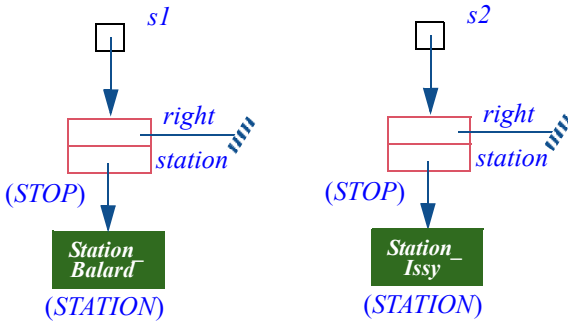 s1
right
station
(STOP)
Station_
Balard
(STATION)
s2
right
station
(STOP)
Station_
Issy
(STATION)